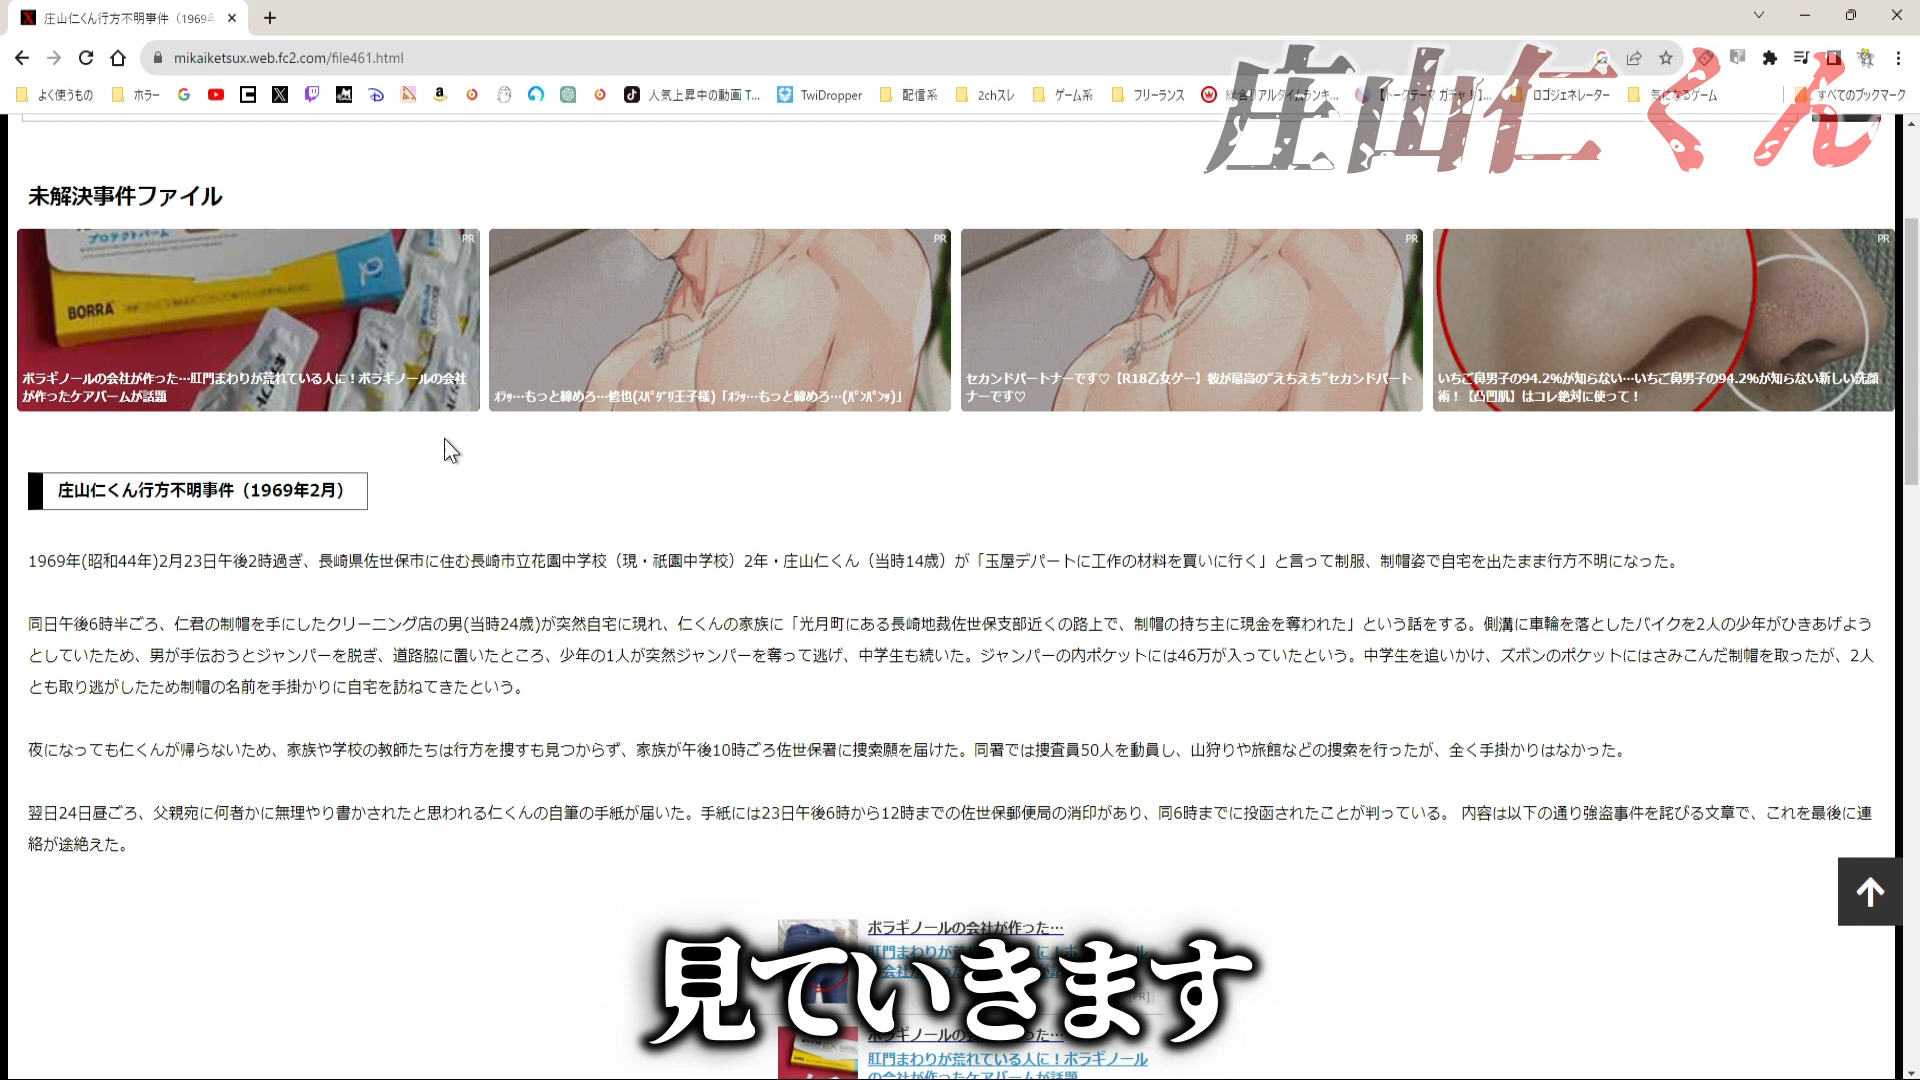 庄山仁くん行方不明事件（1969年
mikaiketsux.web.fc2.com/file461.html
庄山仁くん
よく使うもの
ホラー
人気上昇中の動画 T...
TwiDropper
配信系
2chスレ
ゲーム系
フリーランス
ロゴジェネレーター
気になるゲーム
すべてのブックマーク
未解決事件ファイル
PR
BORRA
ボラギノールの会社が作った…肛門まわりが荒れている人に！ボラギノールの会社
が作ったケアバームが話題
PR
ｵﾗｯ…もっと締めろ…修也(ｽﾊﾟﾀﾞﾘ王子様)「ｵﾗｯ…もっと締めろ…(ﾊﾟﾝﾊﾟﾝｯ)」
PR
セカンドパートナーです♡【R18乙女ゲー】彼が最高の“えちえち”セカンドパート
ナーです♡
PR
いちご鼻男子の94.2%が知らない…いちご鼻男子の94.2%が知らない新しい洗顔
術！【凸凹肌】はコレ絶対に使って！
庄山仁くん行方不明事件（1969年2月）
1969年(昭和44年)2月23日午後2時過ぎ、長崎県佐世保市に住む長崎市立花園中学校（現・祇園中学校）2年・庄山仁くん（当時14歳）が「玉屋デパートに工作の材料を買いに行く」と言って制服、制帽姿で自宅を出たまま行方不明になった。
同日午後6時半ごろ、仁君の制帽を手にしたクリーニング店の男(当時24歳)が突然自宅に現れ、仁くんの家族に「光月町にある長崎地裁佐世保支部近くの路上で、制帽の持ち主に現金を奪われた」という話をする。側溝に車輪を落としたバイクを2人の少年がひきあげよう
としていたため、男が手伝おうとジャンパーを脱ぎ、道路脇に置いたところ、少年の1人が突然ジャンパーを奪って逃げ、中学生も続いた。ジャンパーの内ポケットには46万が入っていたという。中学生を追いかけ、ズボンのポケットにはさみこんだ制帽を取ったが、2人
とも取り逃がしたため制帽の名前を手掛かりに自宅を訪ねてきたという。
夜になっても仁くんが帰らないため、家族や学校の教師たちは行方を捜すも見つからず、家族が午後10時ごろ佐世保署に捜索願を届けた。同署では捜査員50人を動員し、山狩りや旅館などの捜索を行ったが、全く手掛かりはなかった。
翌日24日昼ごろ、父親宛に何者かに無理やり書かされたと思われる仁くんの自筆の手紙が届いた。手紙には23日午後6時から12時までの佐世保郵便局の消印があり、同6時までに投函されたことが判っている。 内容は以下の通り強盗事件を詫びる文章で、これを最後に連
絡が途絶えた。
ボラギノールの会社が作った…
見ていきます
肛門まわりが荒れている人に！ボラギノール
の会社が作ったケアバームが話題